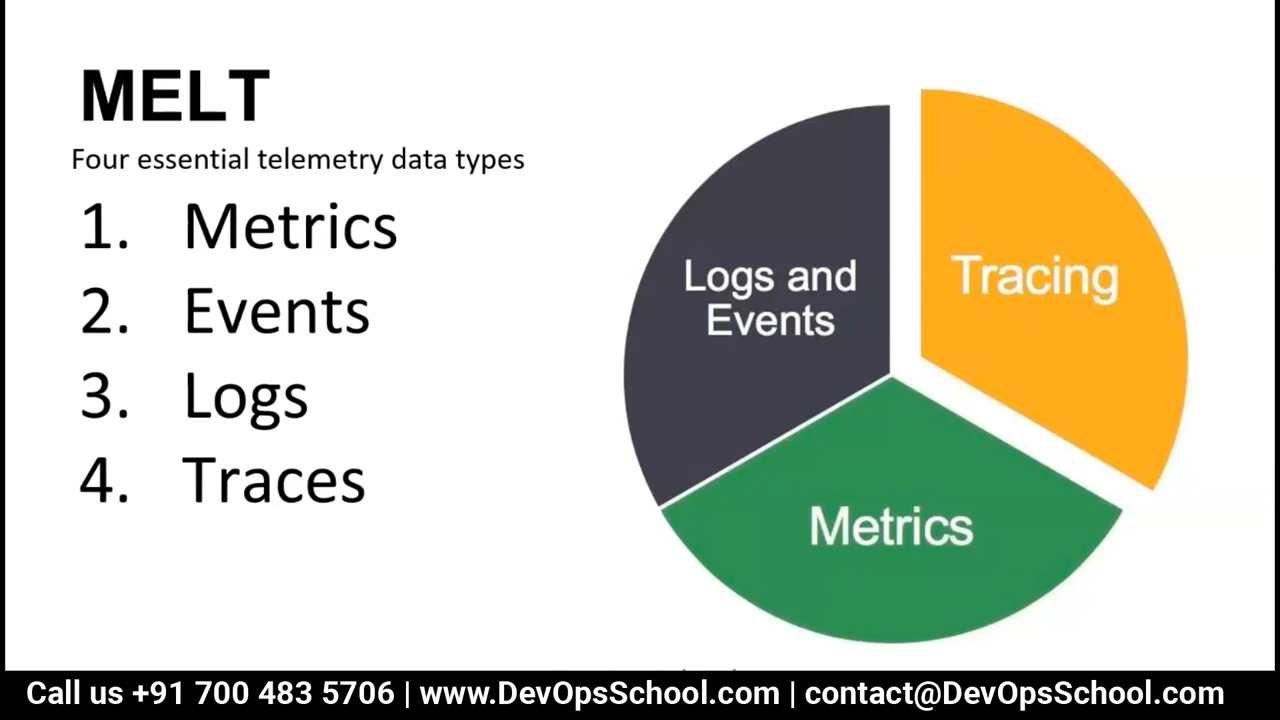 MELT
Four essential telemetry data types
1. Metrics
2. Events
3. Logs
4. Traces
Logs and
Events
Tracing
Metrics
Call us +91 700 483 5706 | www.DevOpsSchool.com | contact@DevOpsSchool.com